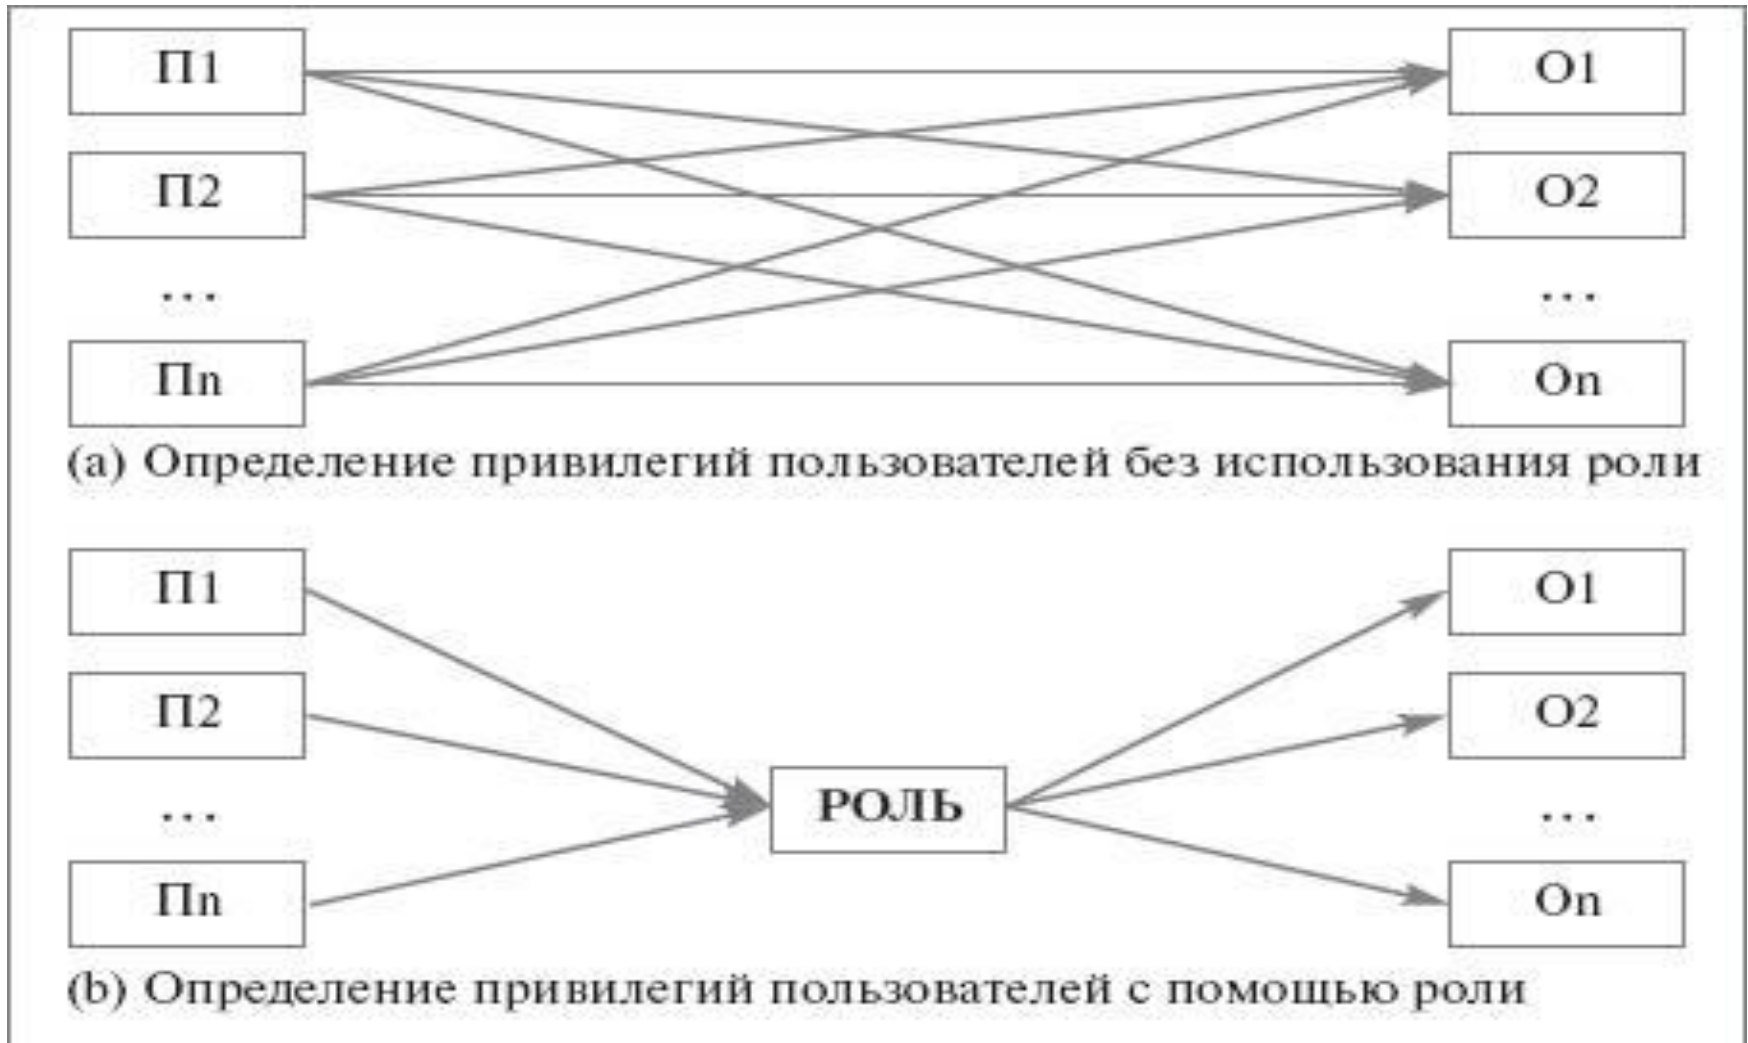 П1
О1
П2
О2
...
...
Пn
Оn
(а) Определение привилегий пользователей без использования роли
П1
О1
П2
О2
РОЛЬ
...
...
Пn
Оn
(b) Определение привилегий пользователей с помощью роли